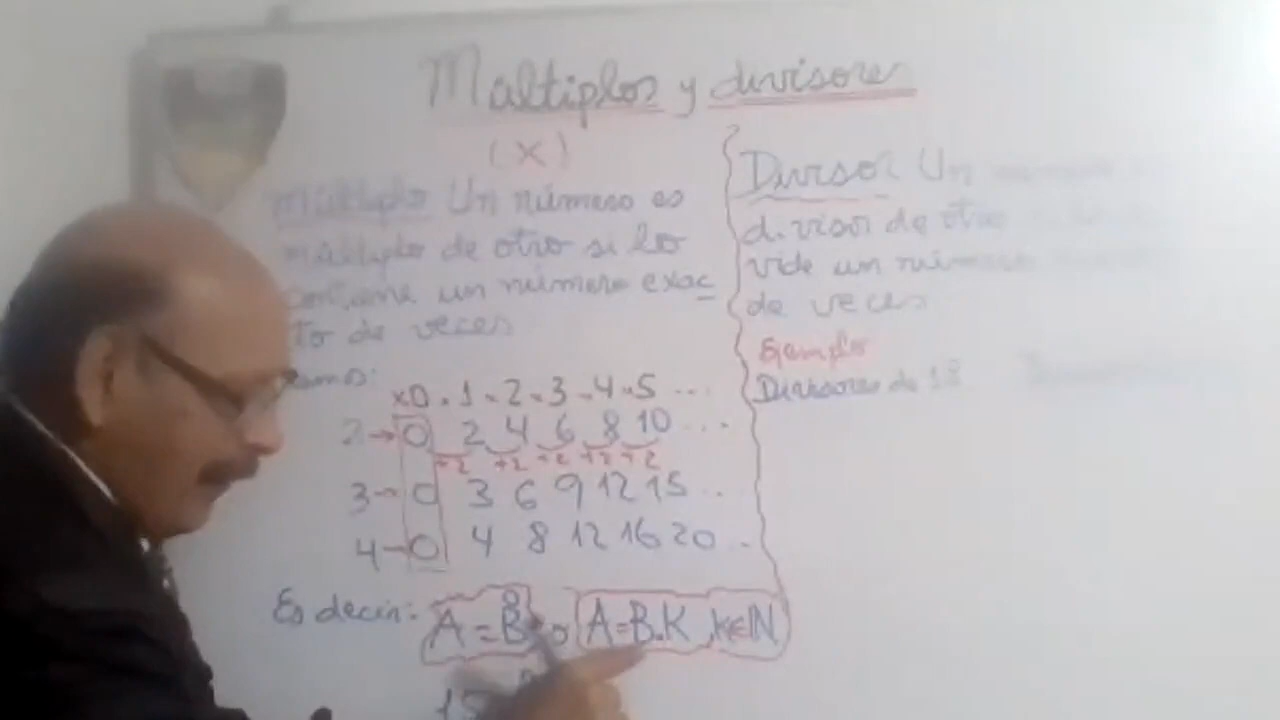 Múltiplos y divisores
(x)
Múltiplo Un número es
múltiplo de otro si lo
contiene un número exac
to de veces
x0 . 1 . 2 . 3 . 4 . 5 ...
2→ 0 2 4 6 8 10 ...
+2 +2 +2 +2 +2
3→ 0 3 6 9 12 15 ..
4→ 0 4 8 12 16 20 .
Es decir: A = B̊ o A=B.K , k∈N
Divisor Un
divisor de otro
vide un número
de veces
Ejemplo
Divisores de 18